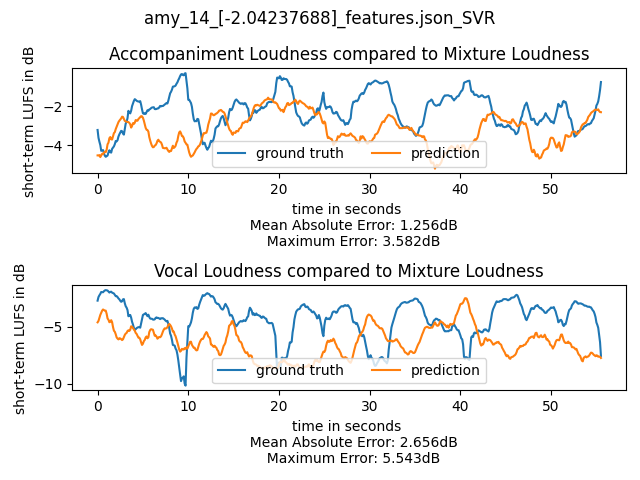 amy_14_[-2.04237688]_features.json_SVR
Accompaniment Loudness compared to Mixture Loudness
short-term LUFS in dB
−2
−4
ground truth
prediction
0 10 20 30 40 50
time in seconds
Mean Absolute Error: 1.256dB
Maximum Error: 3.582dB
Vocal Loudness compared to Mixture Loudness
short-term LUFS in dB
−5
−10
ground truth
prediction
0 10 20 30 40 50
time in seconds
Mean Absolute Error: 2.656dB
Maximum Error: 5.543dB